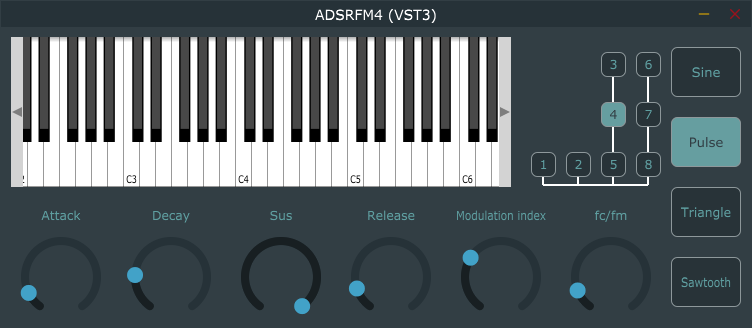 ADSRFM4 (VST3)
C3 C4 C5 C6
3 6
4 7
1 2 5 8
Sine
Pulse
Triangle
Sawtooth
Attack Decay Sus Release Modulation index fc/fm